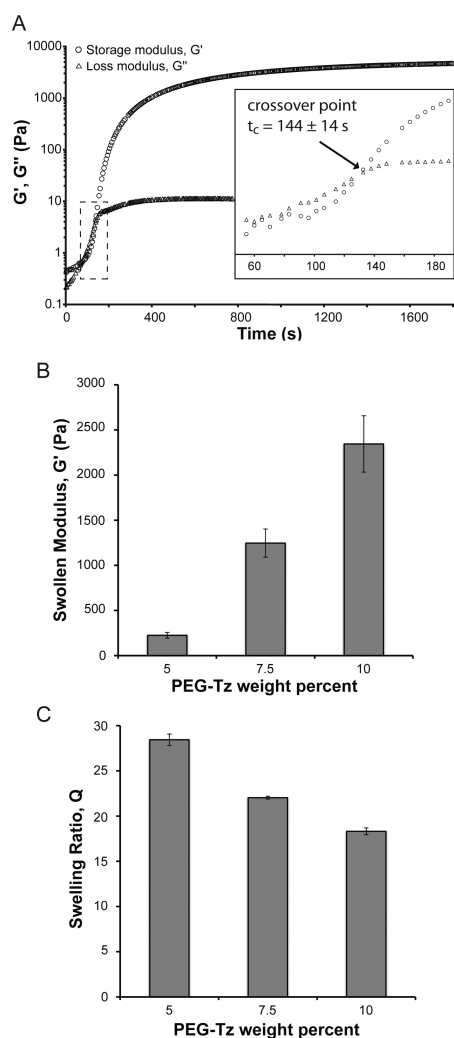 A
10000
1000
100
10
1
0.1
G', G" (Pa)
○ Storage modulus, G'
△ Loss modulus, G"
crossover point
t_c = 144 ± 14 s
60
100
140
180
0
400
800
1200
1600
Time (s)
B
3000
2500
2000
1500
1000
500
0
Swollen Modulus, G' (Pa)
5
7.5
10
PEG-Tz weight percent
C
30
25
20
15
10
5
0
Swelling Ratio, Q
5
7.5
10
PEG-Tz weight percent